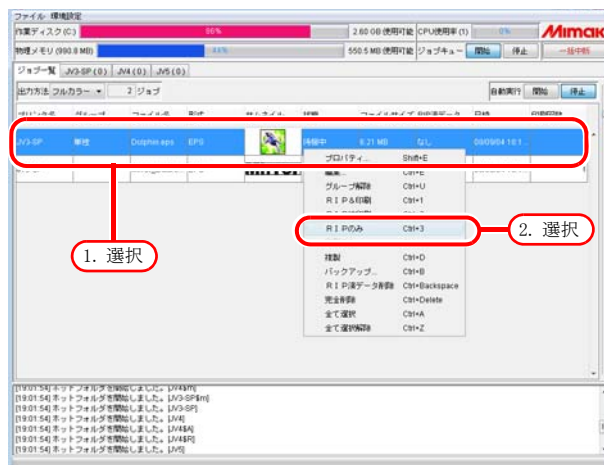 ファイル 環境設定
作業ディスク(C:) 86% 2.60 GB 使用可能 CPU使用率(1) 0% Mimaki
物理メモリ(990.8 MB) 44% 550.5 MB 使用可能 ジョブキュー 開始 停止 一括中断
ジョブ一覧 JV3-SP(0) JV4(0) JV5(0)
出力方法 フルカラー 2 ジョブ 自動実行 開始 停止
JV3-SP 単独 Dolphin.eps EPS 待機中 6.21 MB なし 09/09/04 18:1...
プロパティ... Shift+E
編集... Ctrl+E
グループ解除 Ctrl+U
RIP&印刷 Ctrl+1
RIPのみ Ctrl+3
複製 Ctrl+D
バックアップ... Ctrl+B
RIP済データ削除 Ctrl+Backspace
完全削除 Ctrl+Delete
全て選択 Ctrl+A
全て選択解除 Ctrl+Z
1. 選択
2. 選択
[19:01:54] ホットフォルダを開始しました。[JV4$m]
[19:01:54] ホットフォルダを開始しました。[JV3-SP$m]
[19:01:54] ホットフォルダを開始しました。[JV3-SP]
[19:01:54] ホットフォルダを開始しました。[JV4]
[19:01:54] ホットフォルダを開始しました。[JV4$A]
[19:01:54] ホットフォルダを開始しました。[JV4$R]
[19:01:54] ホットフォルダを開始しました。[JV5]